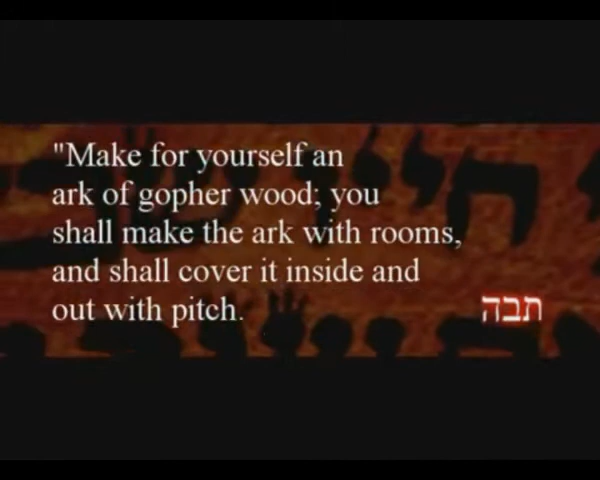 "Make for yourself an
ark of gopher wood; you
shall make the ark with rooms,
and shall cover it inside and
out with pitch.
תבה